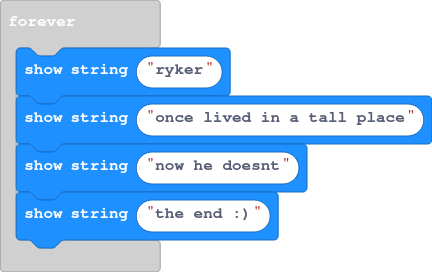 forever
show string "ryker"
show string "once lived in a tall place"
show string "now he doesnt"
show string "the end :)"